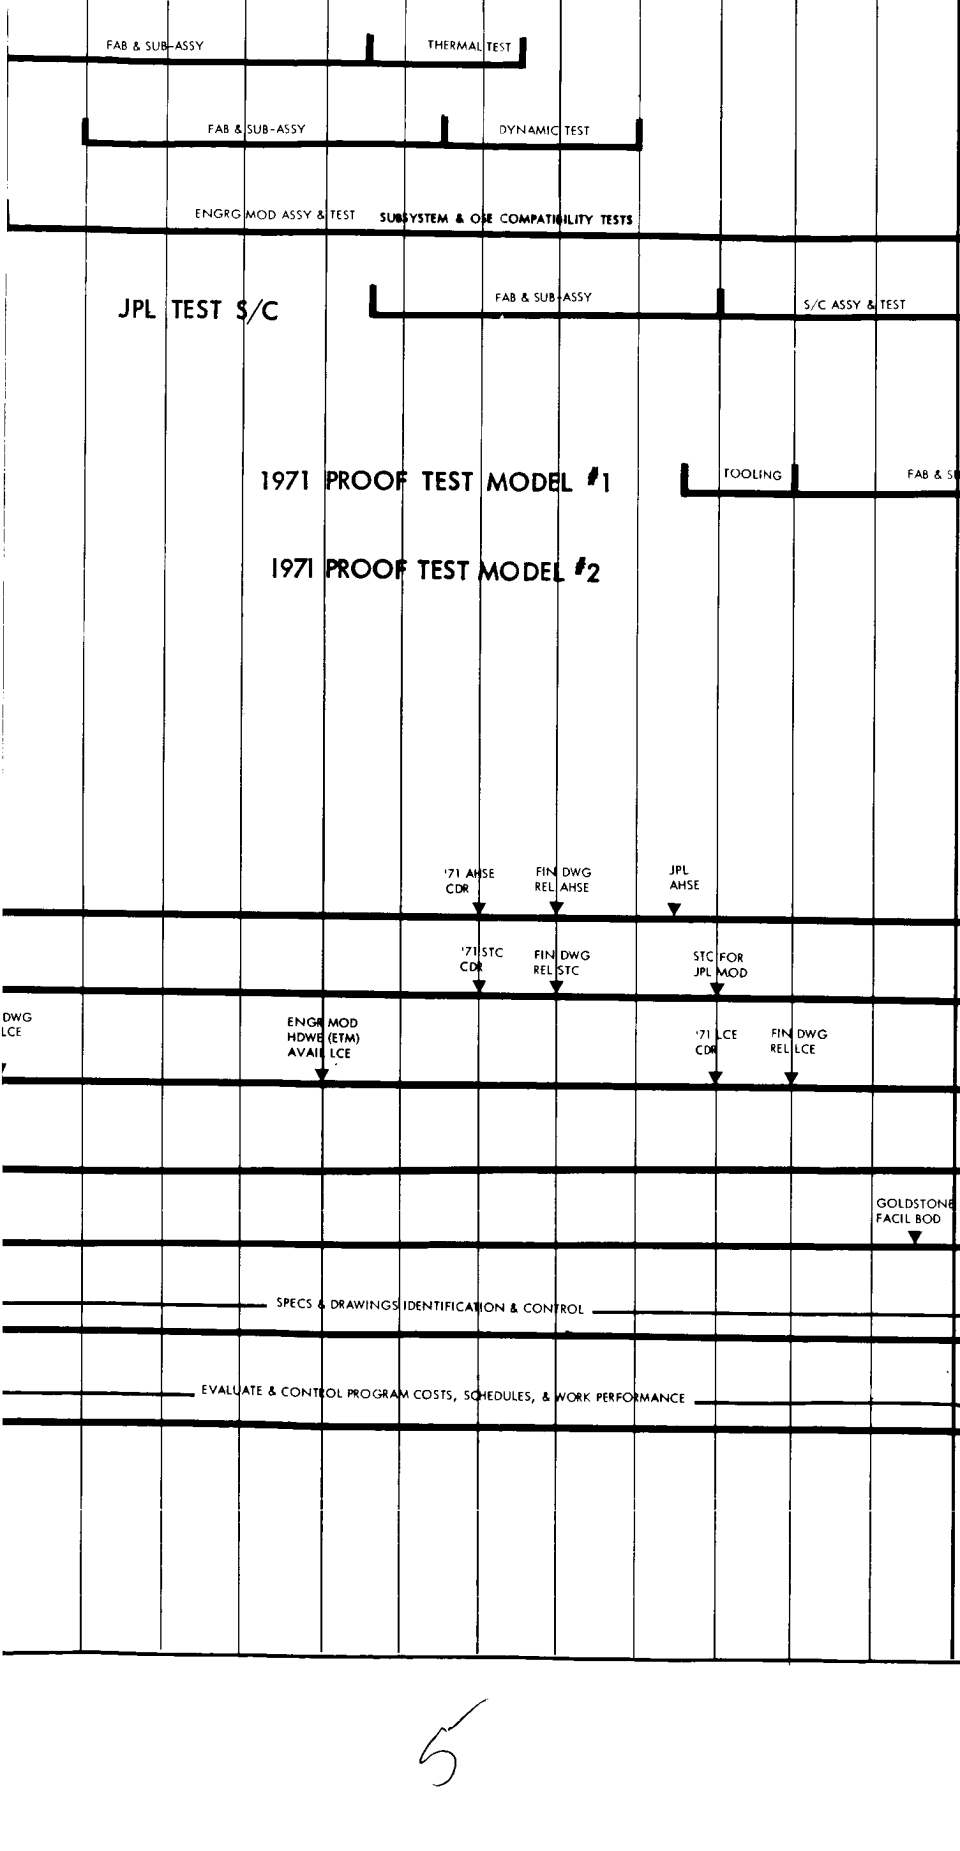 FAB & SUB-ASSY
THERMAL TEST
FAB & SUB-ASSY
DYNAMIC TEST
ENGRG MOD ASSY & TEST
SUBSYSTEM & OSE COMPATIBILITY TESTS
JPL TEST S/C
FAB & SUB-ASSY
S/C ASSY & TEST
1971 PROOF TEST MODEL #1
TOOLING
FAB & S
1971 PROOF TEST MODEL #2
'71 AHSE
CDR
FIN DWG
REL AHSE
JPL
AHSE
'71 STC
CDR
FIN DWG
REL STC
STC FOR
JPL MOD
DWG
LCE
ENGR MOD
HDWE (ETM)
AVAIL LCE
'71 LCE
CDR
FIN DWG
REL LCE
GOLDSTONE
FACIL BOD
SPECS & DRAWINGS IDENTIFICATION & CONTROL
EVALUATE & CONTROL PROGRAM COSTS, SCHEDULES, & WORK PERFORMANCE
5